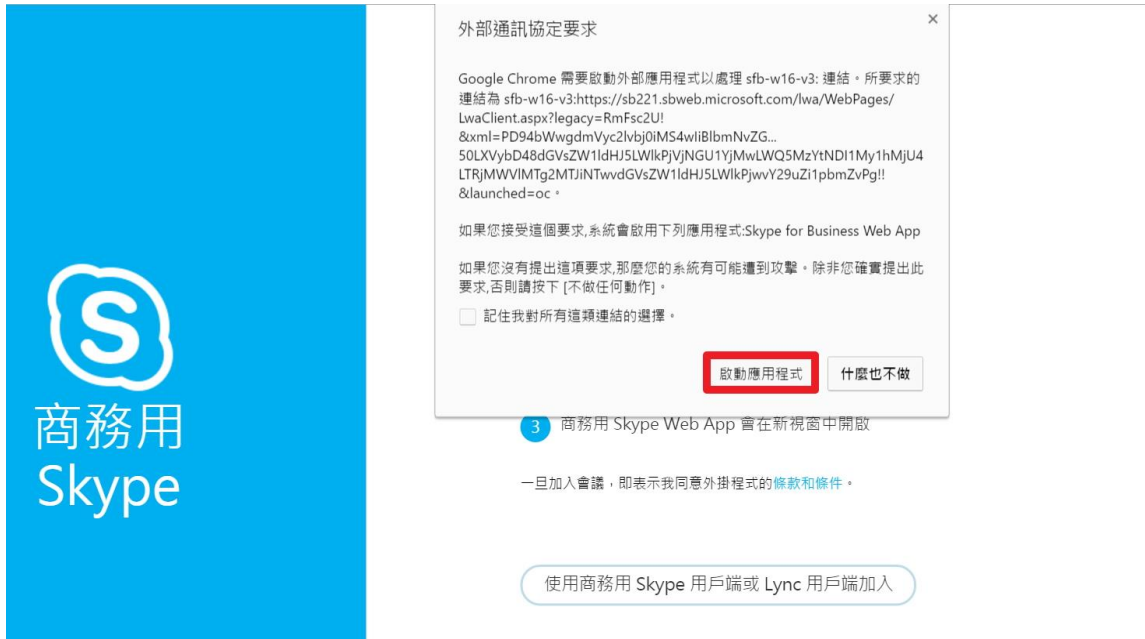 外部通訊協定要求
Google Chrome 需要啟動外部應用程式以處理 sfb-w16-v3: 連結。所要求的
連結為 sfb-w16-v3:https://sb221.sbweb.microsoft.com/lwa/WebPages/
LwaClient.aspx?legacy=RmFsc2U!
&xml=PD94bWwgdmVyc2lvbj0iMS4wIiBlbmNvZG...
50LXVybD48dGVsZW1ldHJ5LWlkPjVjNGU1YjMwLWQ5MzYtNDI1My1hMjU4
LTRjMWVlMTg2MTJiNTwvdGVsZW1ldHJ5LWlkPjwvY29uZi1pbmZvPg!!
&launched=oc。
如果您接受這個要求,系統會啟用下列應用程式:Skype for Business Web App
如果您沒有提出這項要求,那麼您的系統有可能遭到攻擊。除非您確實提出此
要求,否則請按下 [不做任何動作]。
記住我對所有這類連結的選擇。
啟動應用程式 什麼也不做
商務用
Skype
3 商務用 Skype Web App 會在新視窗中開啟
一旦加入會議，即表示我同意外掛程式的條款和條件。
使用商務用 Skype 用戶端或 Lync 用戶端加入